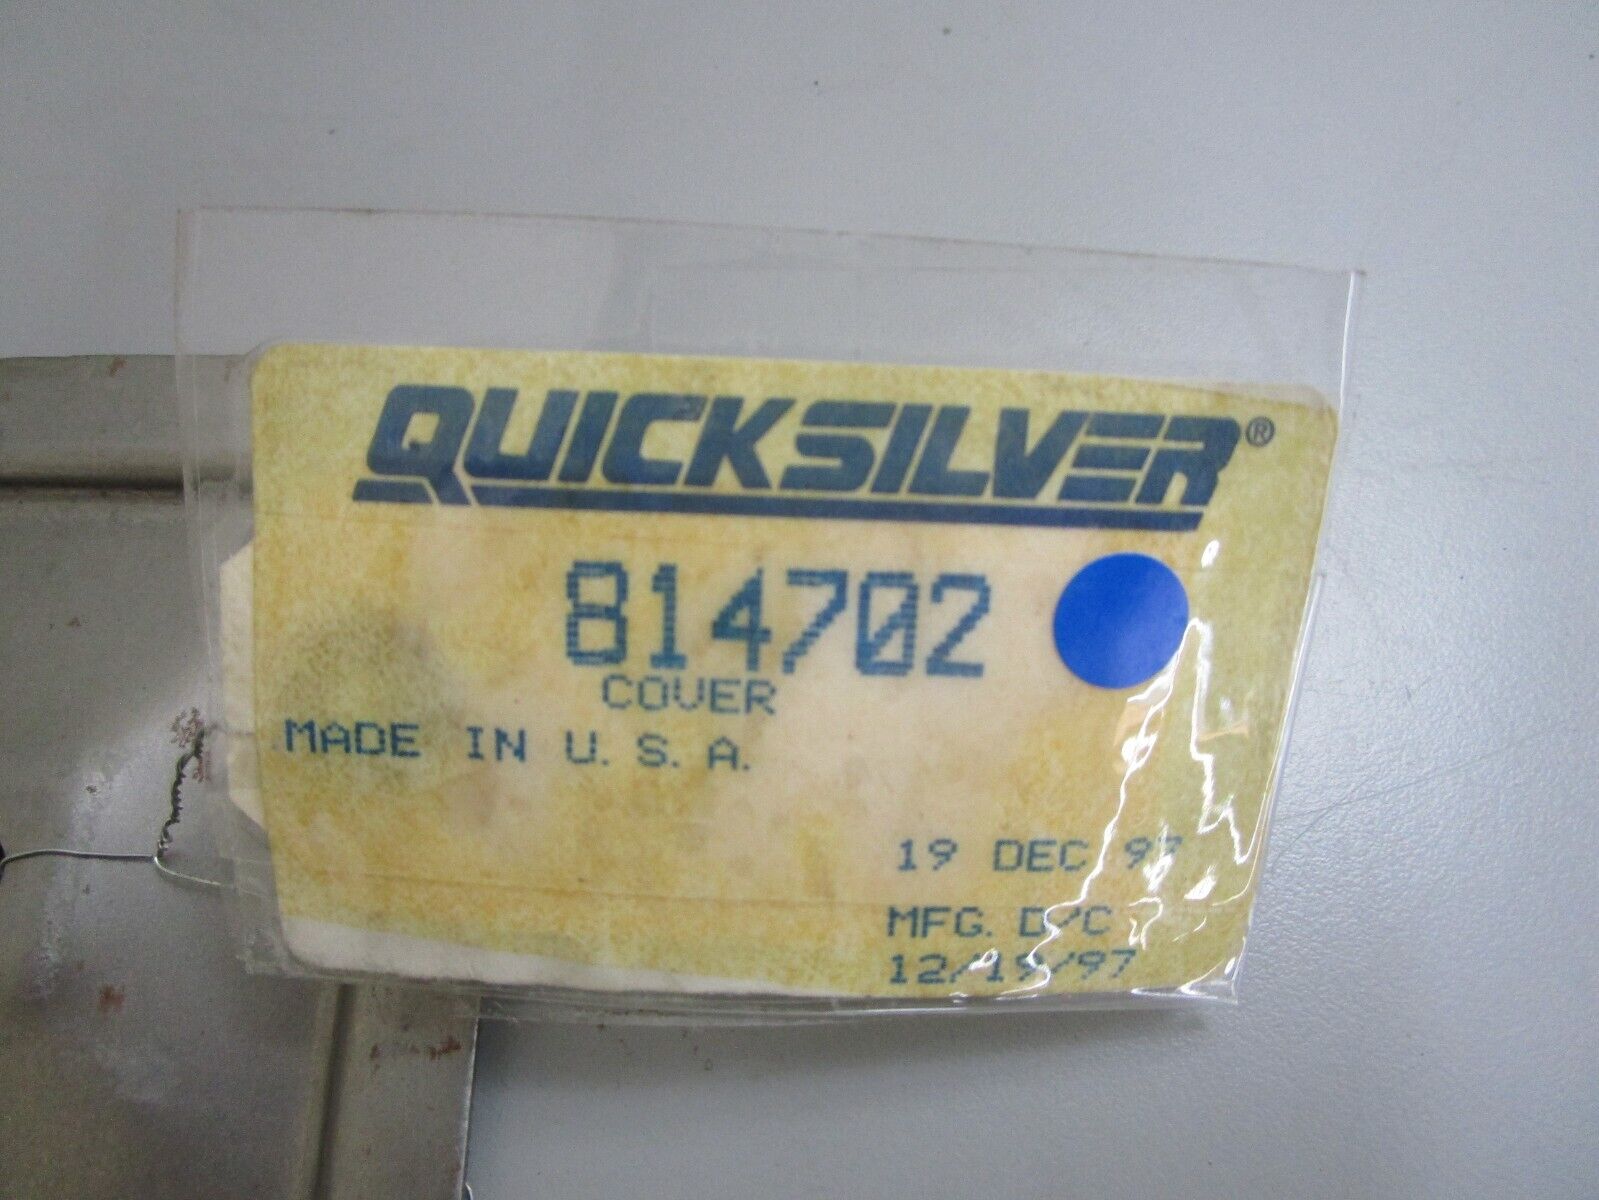 QUICKSILVER®
814702
COVER
MADE IN U.S.A.
19 DEC 97
MFG. D/C
12/19/97